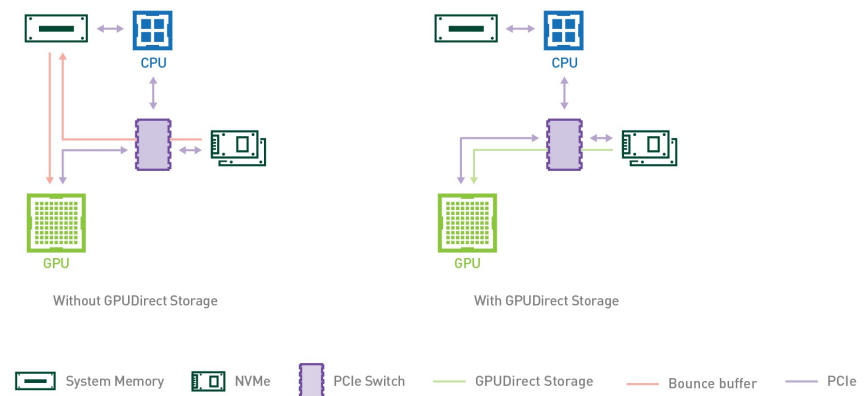 CPU
GPU
Without GPUDirect Storage
CPU
GPU
With GPUDirect Storage
System Memory
NVMe
PCIe Switch
GPUDirect Storage
Bounce buffer
PCIe